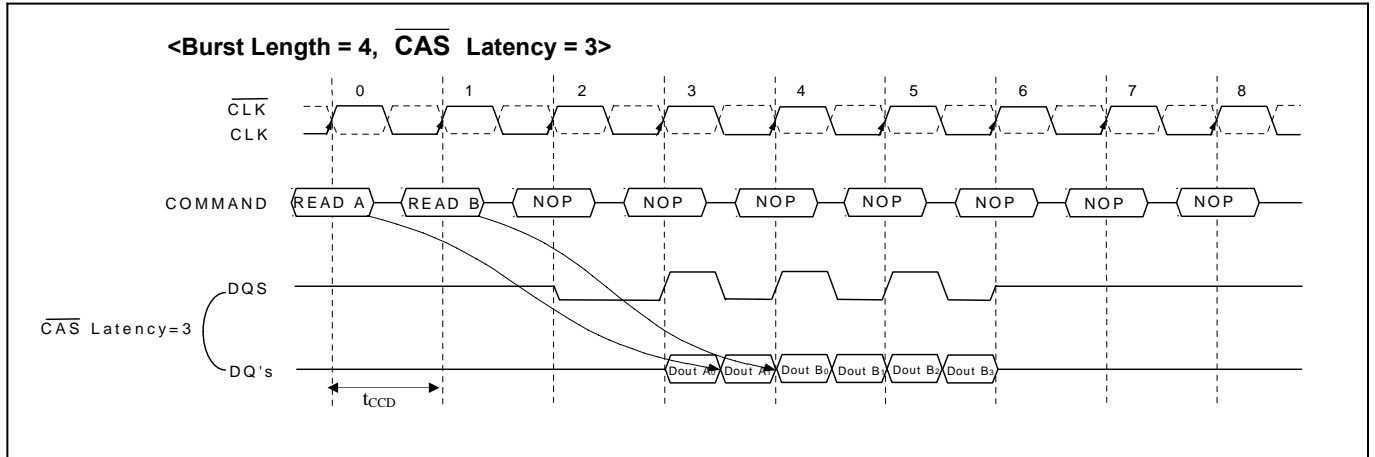 <Burst Length = 4, CAS Latency = 3>
0 1 2 3 4 5 6 7 8
CLK
CLK
COMMAND READ A READ B NOP NOP NOP NOP NOP NOP NOP
DQS
CAS Latency=3
DQ's Dout A0 Dout A1 Dout B0 Dout B1 Dout B2 Dout B3
tCCD